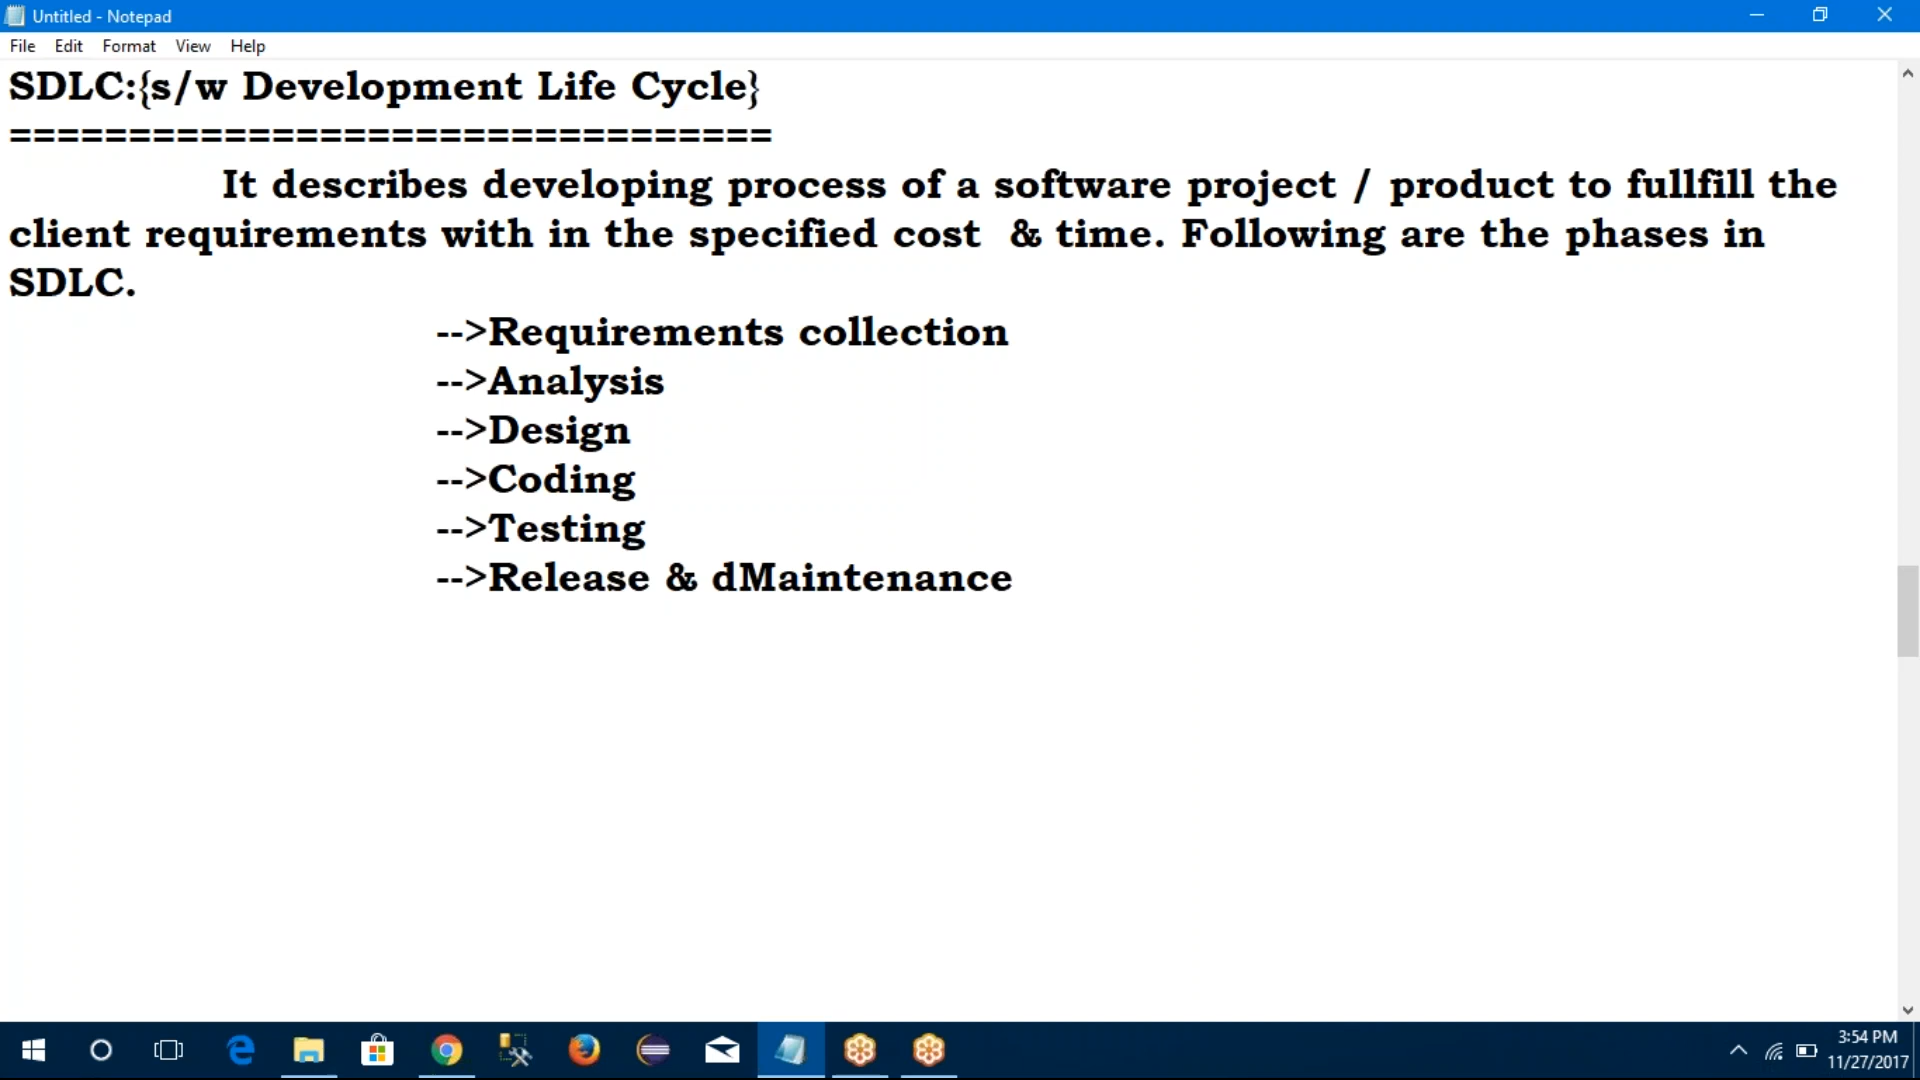 Untitled - Notepad
File Edit Format View Help
SDLC:{s/w Development Life Cycle}
================================
It describes developing process of a software project / product to fullfill the
client requirements with in the specified cost & time. Following are the phases in
SDLC.
-->Requirements collection
-->Analysis
-->Design
-->Coding
-->Testing
-->Release & dMaintenance
3:54 PM
11/27/2017